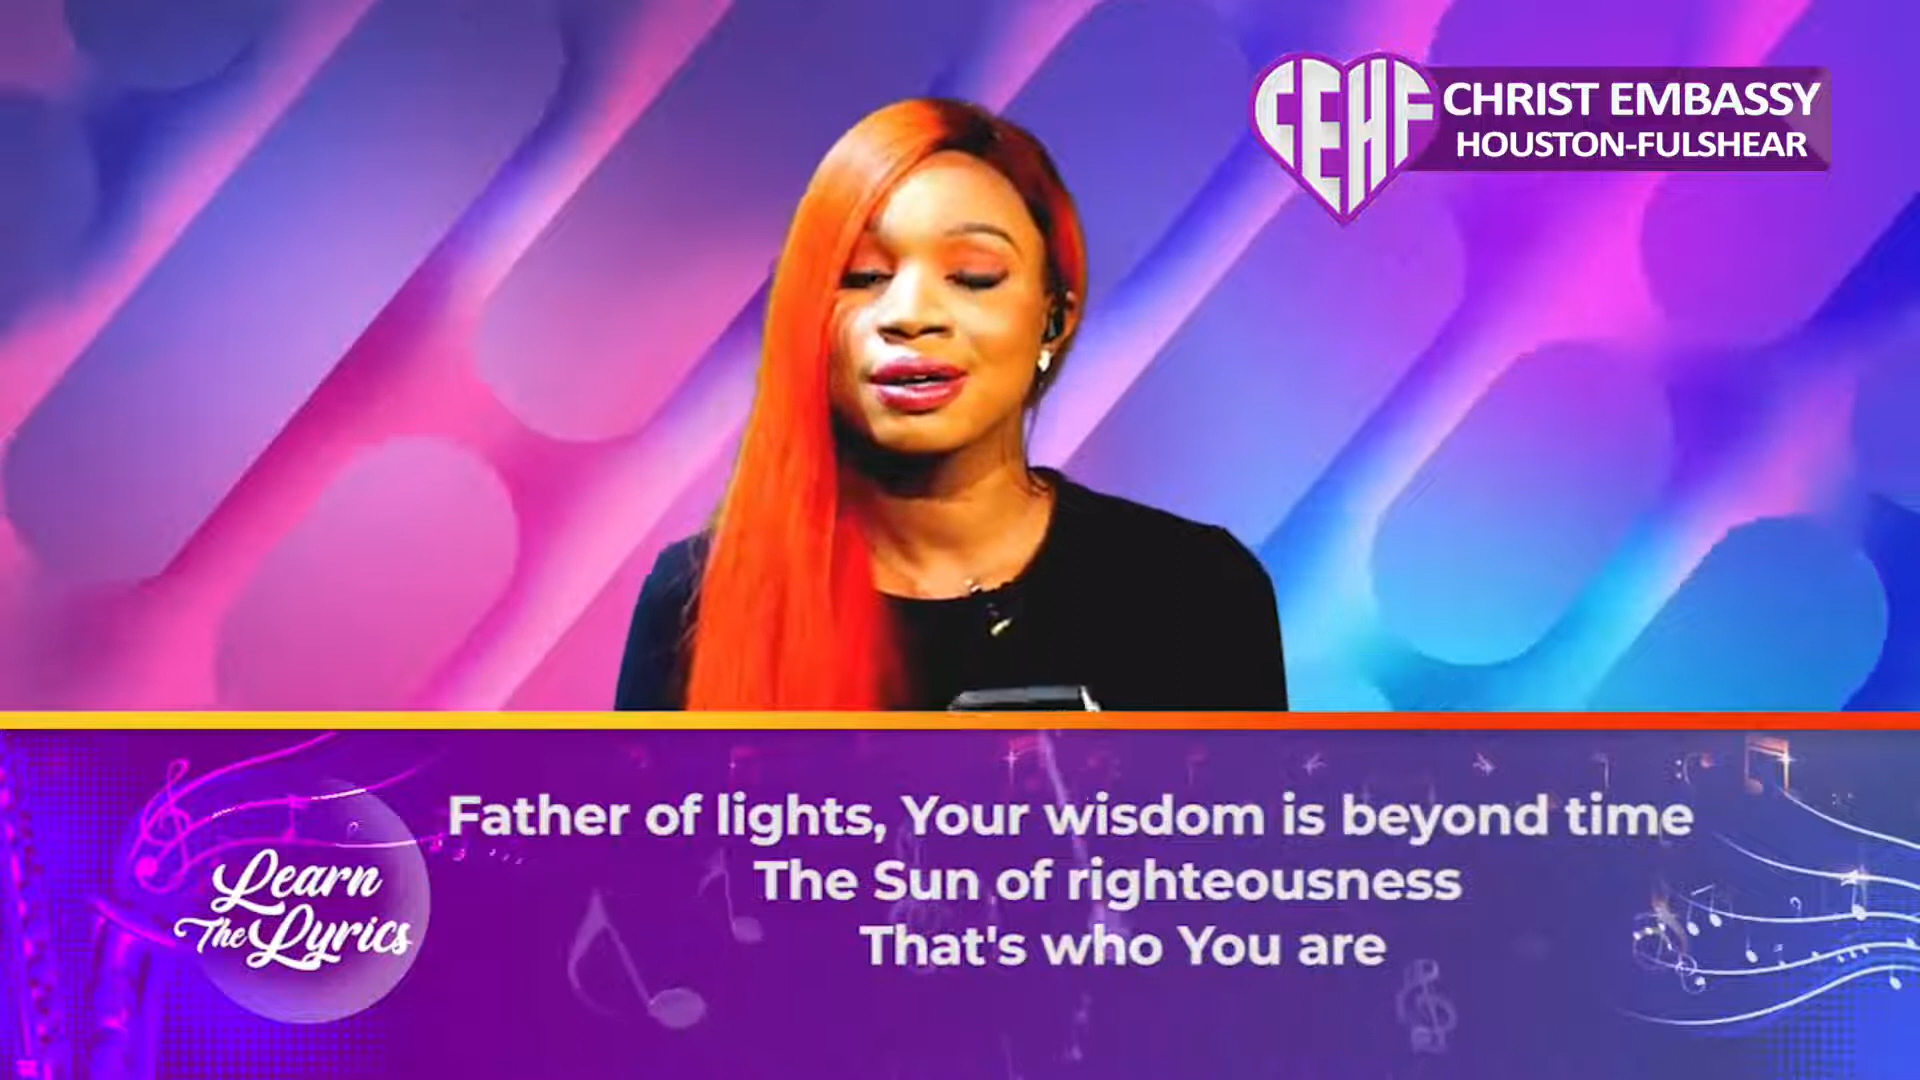 CEHF
CHRIST EMBASSY
HOUSTON-FULSHEAR
Father of lights, Your wisdom is beyond time
The Sun of righteousness
That's who You are
Learn
The Lyrics